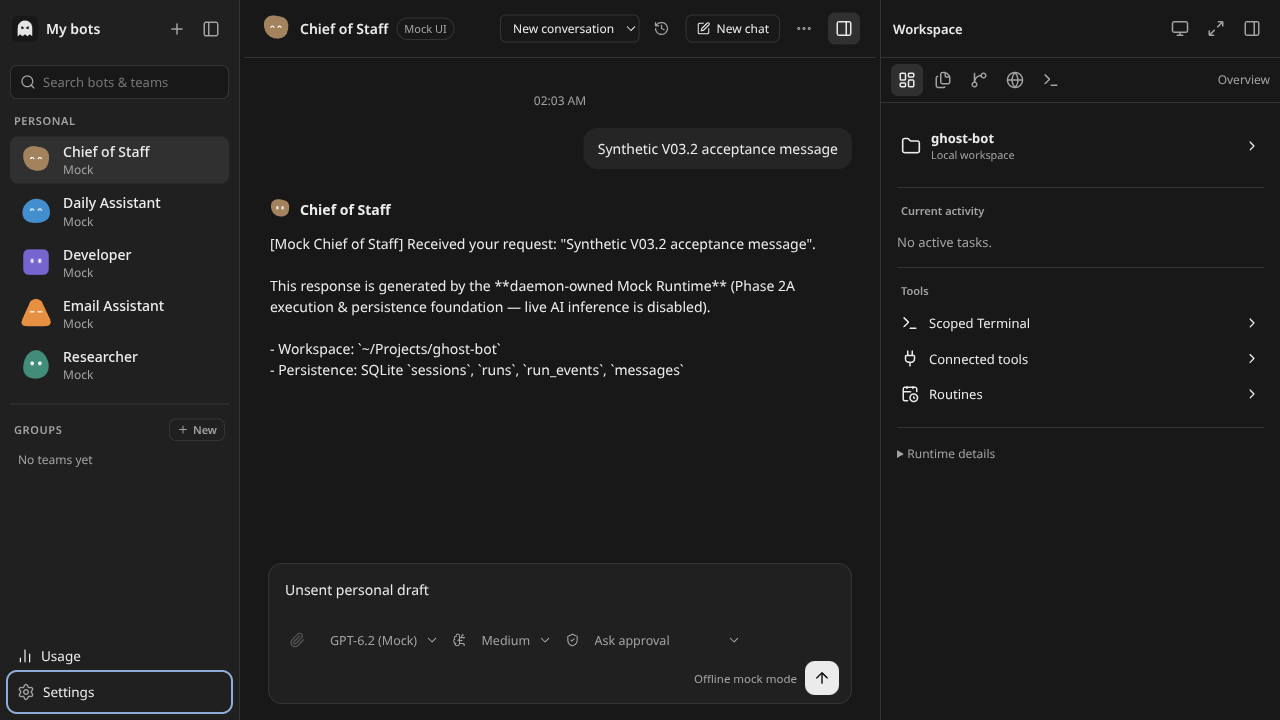 My bots
Search bots & teams
PERSONAL
Chief of Staff
Mock
Daily Assistant
Mock
Developer
Mock
Email Assistant
Mock
Researcher
Mock
GROUPS
New
No teams yet
Usage
Settings
Chief of Staff
Mock UI
New conversation
New chat
02:03 AM
Synthetic V03.2 acceptance message
Chief of Staff
[Mock Chief of Staff] Received your request: "Synthetic V03.2 acceptance message".
This response is generated by the **daemon-owned Mock Runtime** (Phase 2A
execution & persistence foundation — live AI inference is disabled).
- Workspace: `~/Projects/ghost-bot`
- Persistence: SQLite `sessions`, `runs`, `run_events`, `messages`
Unsent personal draft
GPT-6.2 (Mock)
Medium
Ask approval
Offline mock mode
Workspace
Overview
ghost-bot
Local workspace
Current activity
No active tasks.
Tools
Scoped Terminal
Connected tools
Routines
Runtime details